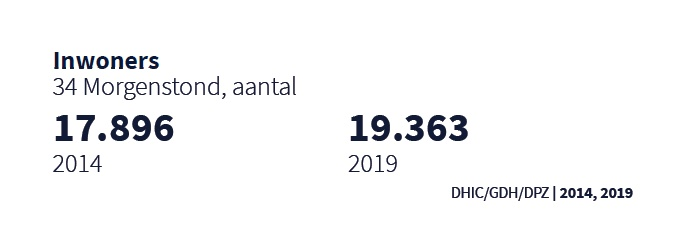 Inwoners
34 Morgenstond, aantal
17.896 19.363
2014 2019
DHIC/GDH/DPZ | 2014, 2019